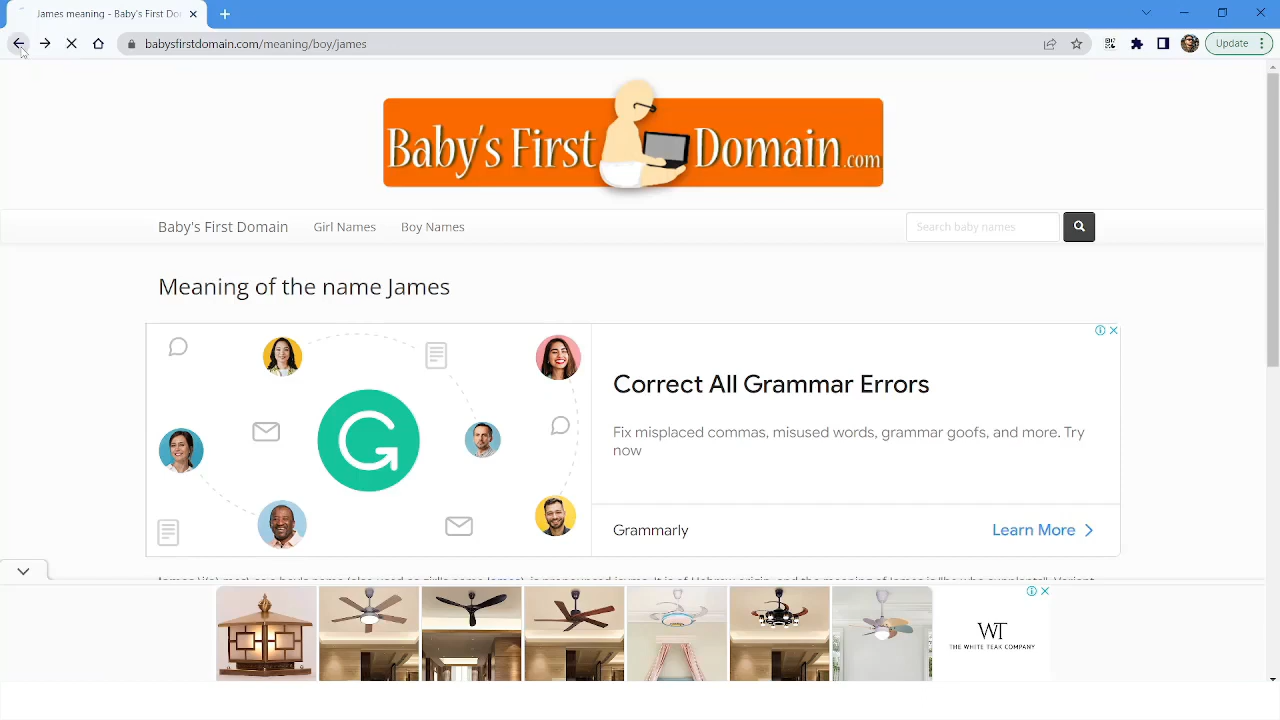 James meaning - Baby's First Do
babysfirstdomain.com/meaning/boy/james
Update
Baby's First Domain.com
Baby's First Domain
Girl Names
Boy Names
Search baby names
Meaning of the name James
Correct All Grammar Errors
Fix misplaced commas, misused words, grammar goofs, and more. Try
now
Grammarly
Learn More
WT
THE WHITE TEAK COMPANY